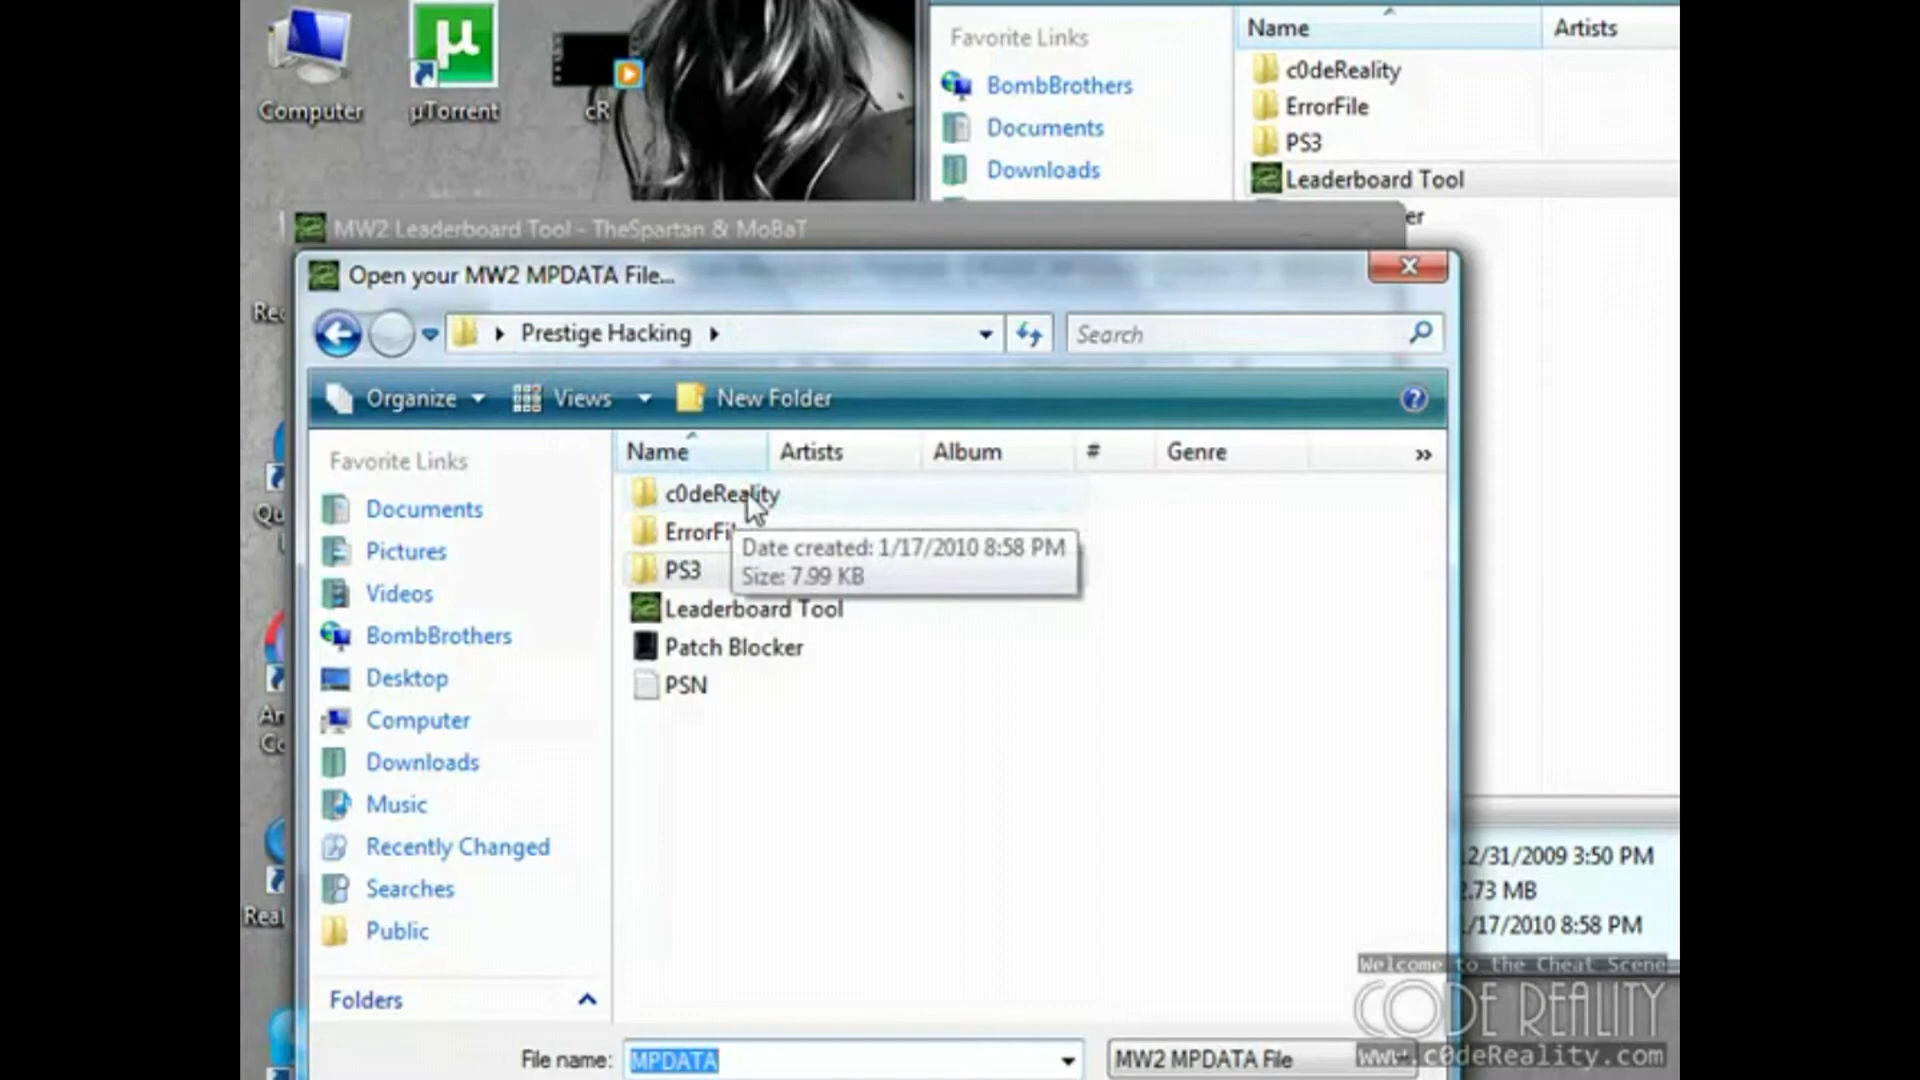 Computer
µTorrent
cR
Favorite Links
BombBrothers
Documents
Downloads
Name
Artists
c0deReality
ErrorFile
PS3
Leaderboard Tool
MW2 Leaderboard Tool - TheSpartan & MoBaT
Open your MW2 MPDATA File...
Prestige Hacking
Search
Organize
Views
New Folder
Favorite Links
Documents
Pictures
Videos
BombBrothers
Desktop
Computer
Downloads
Music
Recently Changed
Searches
Public
Folders
Name
Artists
Album
#
Genre
»
c0deReality
ErrorFi
PS3
Date created: 1/17/2010 8:58 PM
Size: 7.99 KB
Leaderboard Tool
Patch Blocker
PSN
File name:
MPDATA
MW2 MPDATA File
12/31/2009 3:50 PM
2.73 MB
1/17/2010 8:58 PM
Welcome to the Cheat Scene
CODE REALITY
www.c0deReality.com